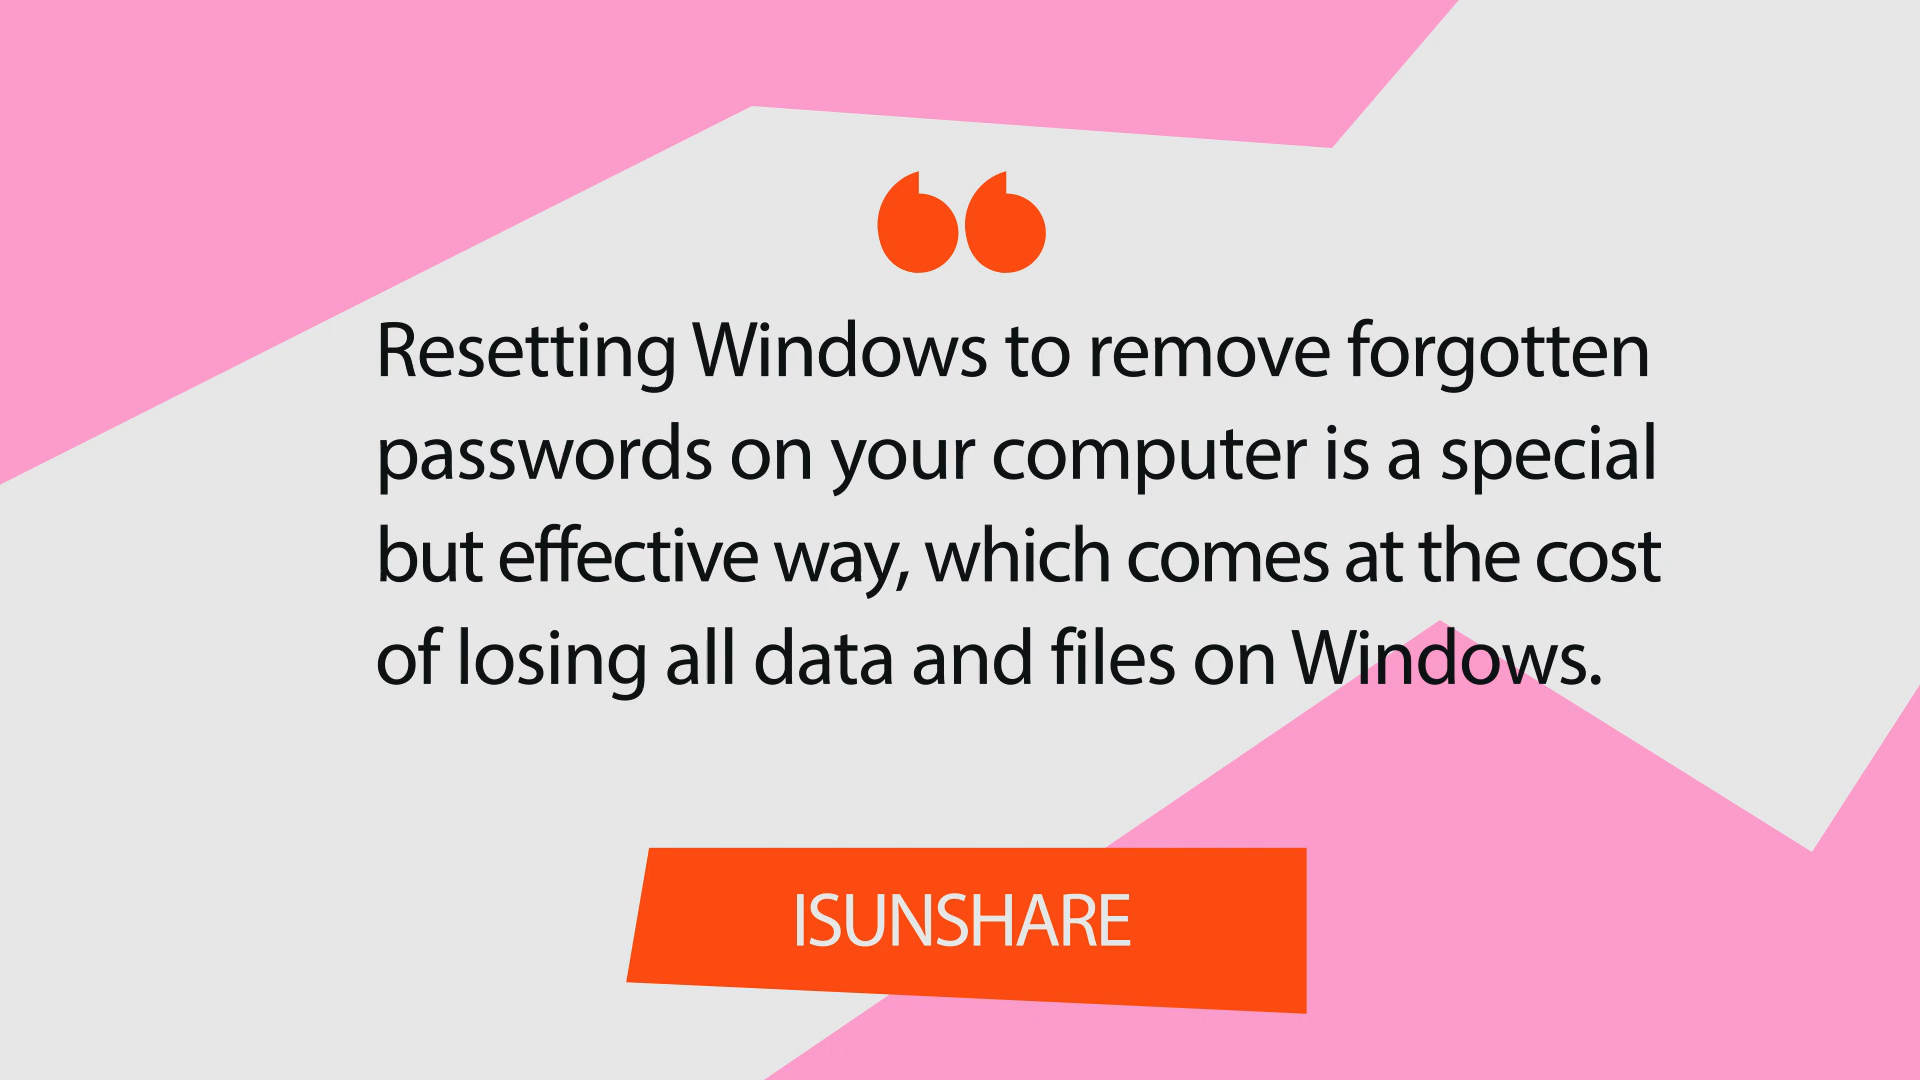 Resetting Windows to remove forgotten
passwords on your computer is a special
but effective way, which comes at the cost
of losing all data and files on Windows.
ISUNSHARE